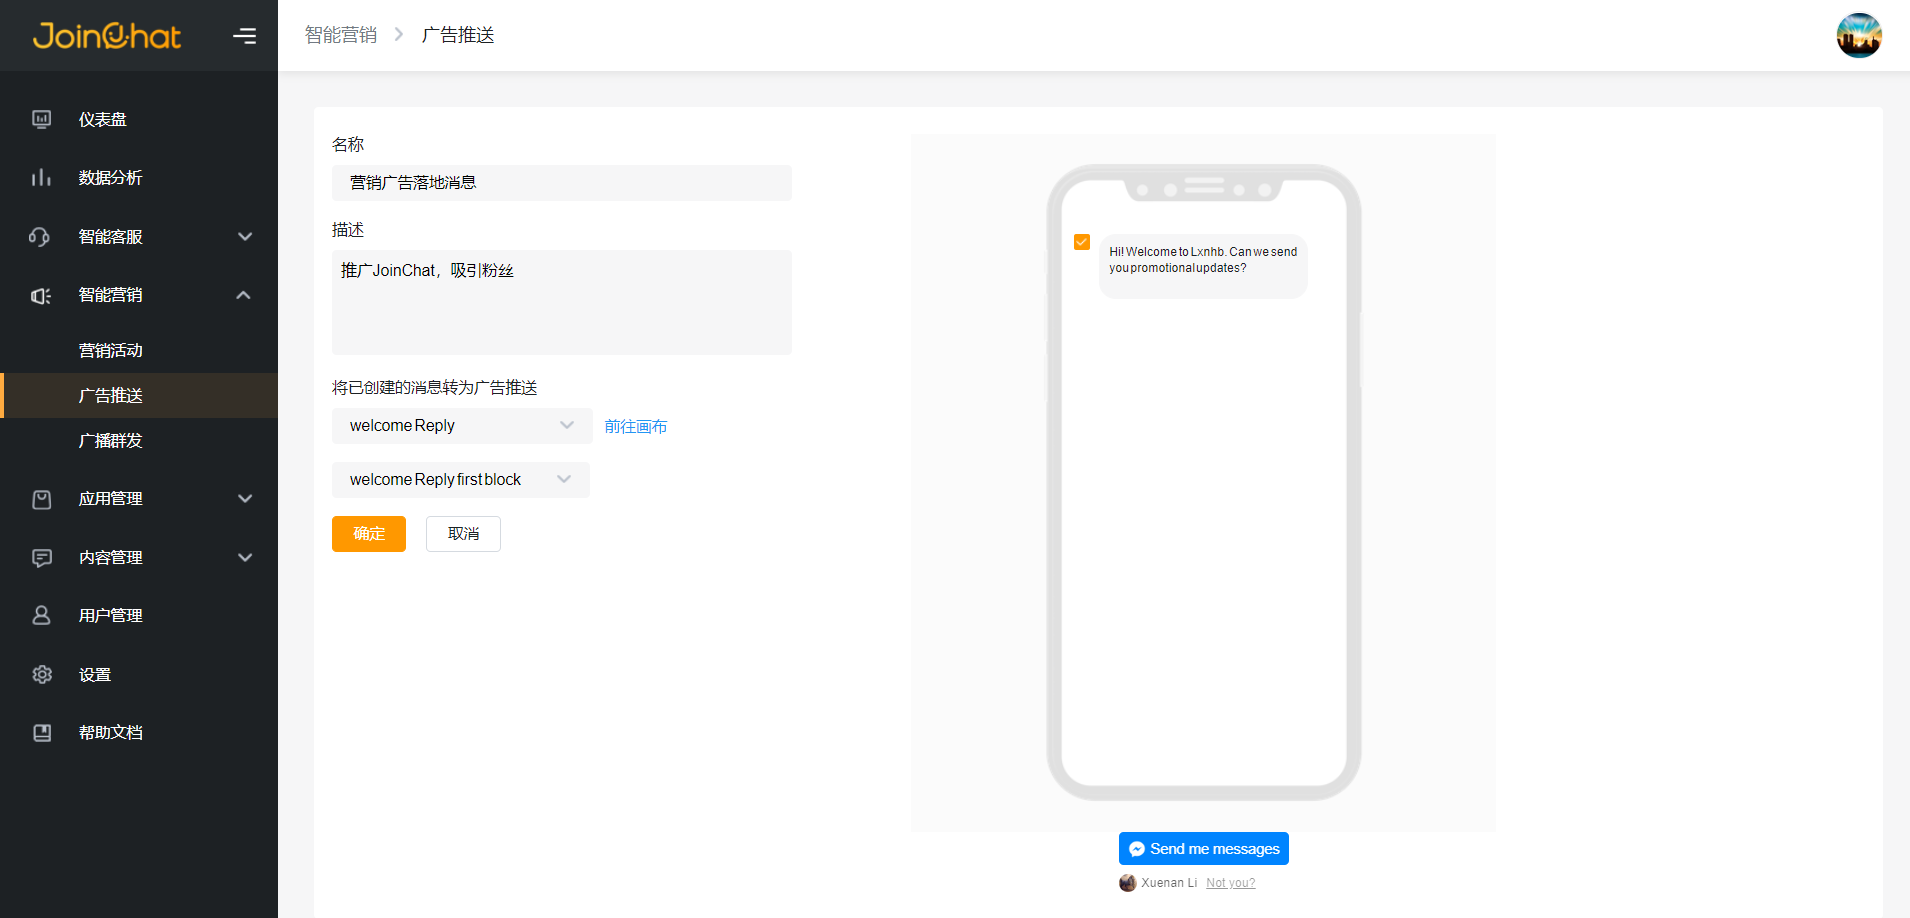 JoinChat
智能营销 > 广告推送
仪表盘
数据分析
智能客服
智能营销
营销活动
广告推送
广播群发
应用管理
内容管理
用户管理
设置
帮助文档
名称
营销广告落地消息
描述
推广JoinChat，吸引粉丝
将已创建的消息转为广告推送
welcome Reply 前往画布
welcome Reply first block
确定 取消
Hi! Welcome to Lxnhb. Can we send
you promotional updates?
Send me messages
Xuenan Li Not you?